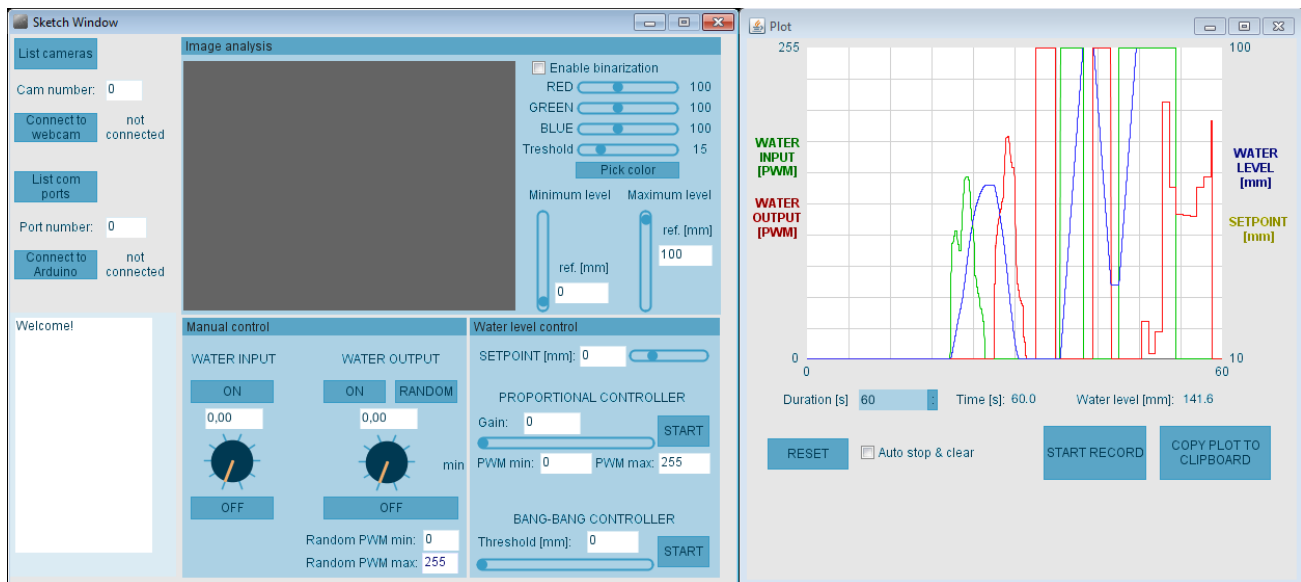 Sketch Window
List cameras
Cam number: 0
Connect to
webcam
not
connected
List com
ports
Port number: 0
Connect to
Arduino
not
connected
Welcome!
Image analysis
Enable binarization
RED 100
GREEN 100
BLUE 100
Treshold 15
Pick color
Minimum level Maximum level
ref. [mm]
100
ref. [mm]
0
Manual control
WATER INPUT WATER OUTPUT
ON ON RANDOM
0,00 0,00
min
OFF OFF
Random PWM min: 0
Random PWM max: 255
Water level control
SETPOINT [mm]: 0
PROPORTIONAL CONTROLLER
Gain: 0
START
PWM min: 0 PWM max: 255
BANG-BANG CONTROLLER
Threshold [mm]: 0
START
Plot
255 100
WATER
INPUT
[PWM]
WATER
OUTPUT
[PWM]
WATER
LEVEL
[mm]
SETPOINT
[mm]
0 10
0 60
Duration [s] 60 : Time [s]: 60.0 Water level [mm]: 141.6
RESET Auto stop & clear START RECORD COPY PLOT TO
CLIPBOARD